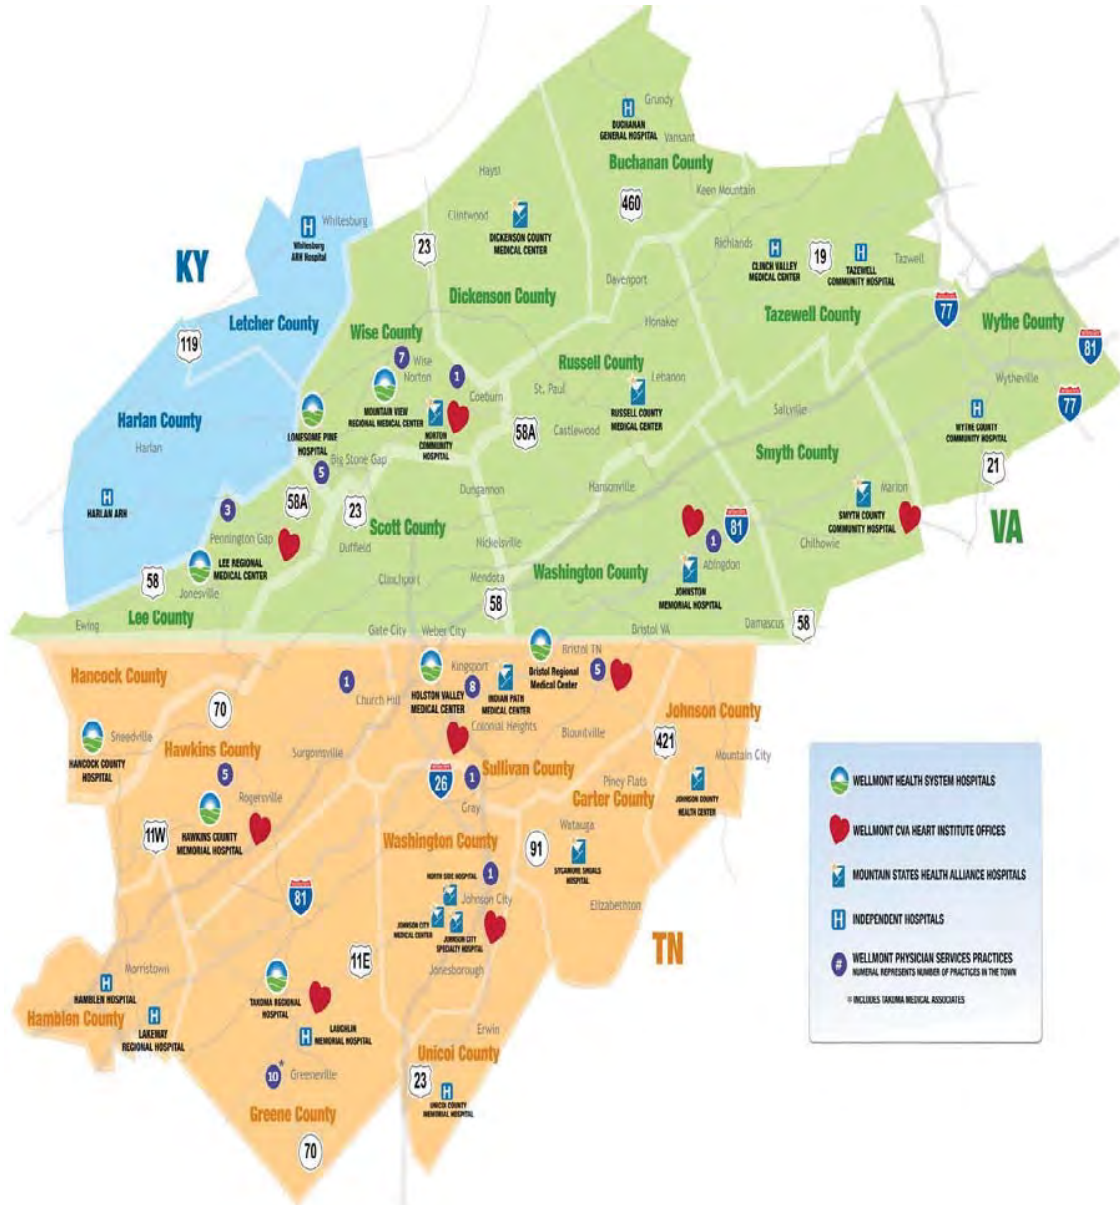 Grundy
BUCHANAN
GENERAL HOSPITAL
Vansant
Buchanan County
Keen Mountain
460
Haysi
Clintwood
DICKENSON COUNTY
MEDICAL CENTER
23
Dickenson County
Davenport
Whitesburg
Whitesburg
ARH Hospital
KY
Letcher County
119
Harlan County
Harlan
HARLAN ARH
Richlands
CLINCH VALLEY
MEDICAL CENTER
19
TAZEWELL
COMMUNITY HOSPITAL
Tazwell
Tazewell County
77
Wythe County
81
Wytheville
77
WYTHE COUNTY
COMMUNITY HOSPITAL
21
VA
Wise County
7
Wise
Norton
MOUNTAIN VIEW
REGIONAL MEDICAL CENTER
1
Coeburn
NORTON
COMMUNITY
HOSPITAL
LONESOME PINE
HOSPITAL
Big Stone Gap
5
58A
23
Honaker
Russell County
St. Paul
Lebanon
RUSSELL COUNTY
MEDICAL CENTER
58A
Castlewood
Saltville
Smyth County
Marion
SMYTH COUNTY
COMMUNITY HOSPITAL
Chilhowie
Dungannon
Hansonville
Scott County
Nickelsville
Duffield
Clinchport
Mendota
58
3
Pennington Gap
LEE REGIONAL
MEDICAL CENTER
58
Jonesville
Lee County
Ewing
81
1
Abingdon
Washington County
JOHNSTON
MEMORIAL HOSPITAL
Damascus
58
Gate City
Weber City
Bristol VA
Hancock County
Sneedville
HANCOCK COUNTY
HOSPITAL
70
Hawkins County
5
Rogersville
HAWKINS COUNTY
MEMORIAL HOSPITAL
11W
1
Church Hill
Surgoinsville
Kingsport
HOLSTON VALLEY
MEDICAL CENTER
8
INDIAN PATH
MEDICAL CENTER
Colonial Heights
Bristol TN
Bristol Regional
Medical Center
5
Blountville
Sullivan County
26
1
Gray
Johnson County
421
Mountain City
JOHNSON COUNTY
HEALTH CENTER
Piney Flats
Carter County
Watauga
91
SYCAMORE SHOALS
HOSPITAL
Elizabethton
Washington County
NORTH SIDE HOSPITAL
1
Johnson City
JOHNSON CITY
MEDICAL CENTER
JOHNSON CITY
SPECIALTY HOSPITAL
Jonesborough
TN
81
11E
Morristown
HAMBLEN HOSPITAL
Hamblen County
LAKEWAY
REGIONAL HOSPITAL
TAKOMA REGIONAL
HOSPITAL
LAUGHLIN
MEMORIAL HOSPITAL
10*
Greeneville
Greene County
70
Erwin
Unicoi County
23
UNICOI COUNTY
MEMORIAL HOSPITAL
WELLMONT HEALTH SYSTEM HOSPITALS
WELLMONT CVA HEART INSTITUTE OFFICES
MOUNTAIN STATES HEALTH ALLIANCE HOSPITALS
H INDEPENDENT HOSPITALS
# WELLMONT PHYSICIAN SERVICES PRACTICES
NUMERAL REPRESENTS NUMBER OF PRACTICES IN THE TOWN
* INCLUDES TAKOMA MEDICAL ASSOCIATES